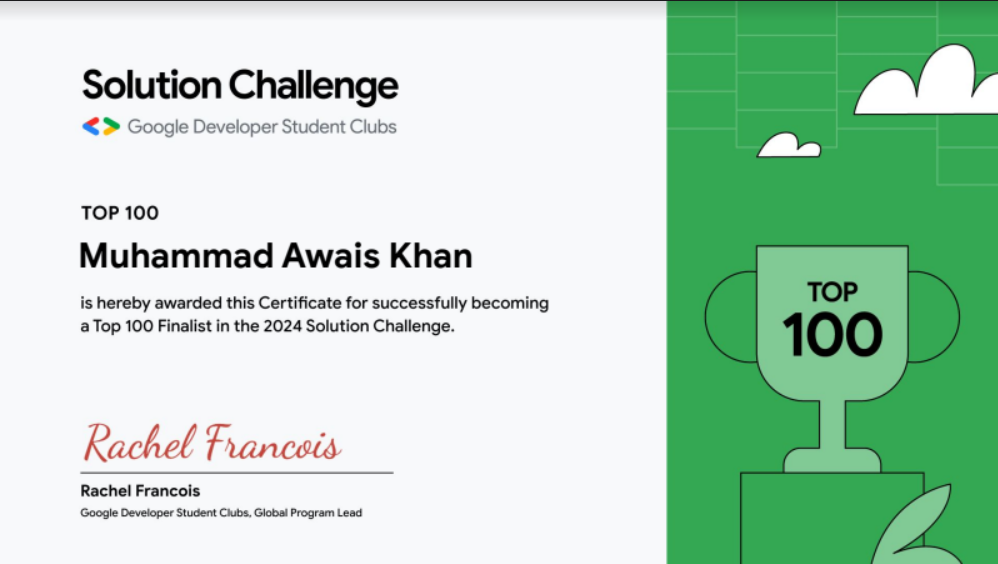 Solution Challenge
Google Developer Student Clubs
TOP 100
Muhammad Awais Khan
is hereby awarded this Certificate for successfully becoming
a Top 100 Finalist in the 2024 Solution Challenge.
Rachel Francois
Rachel Francois
Google Developer Student Clubs, Global Program Lead
TOP
100